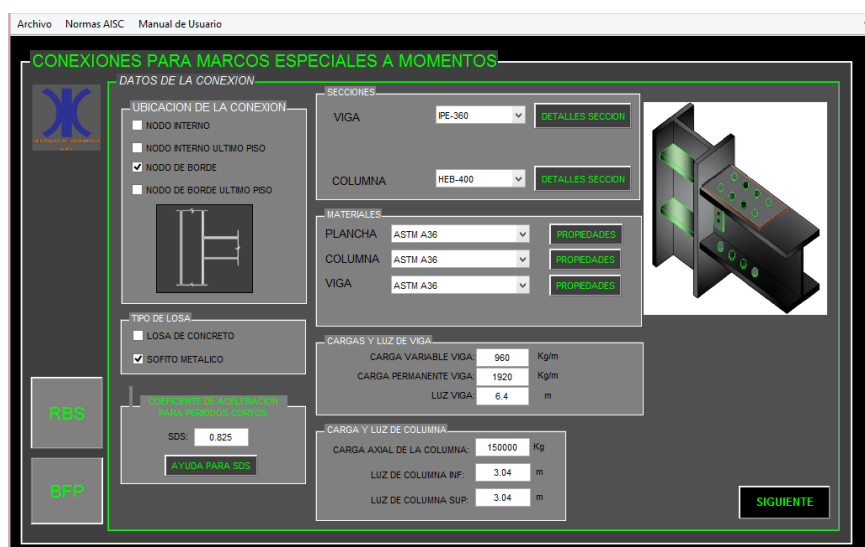 Archivo Normas AISC Manual de Usuario
CONEXIONES PARA MARCOS ESPECIALES A MOMENTOS
DATOS DE LA CONEXION
UBICACION DE LA CONEXION
NODO INTERNO
NODO INTERNO ULTIMO PISO
NODO DE BORDE
NODO DE BORDE ULTIMO PISO
TIPO DE LOSA
LOSA DE CONCRETO
SOFITO METALICO
COEFICIENTE DE ACELERACION
PARA PERIODOS CORTOS
SDS: 0.825
AYUDA PARA SDS
RBS
BFP
SECCIONES
VIGA IPE-360 DETALLES SECCION
COLUMNA HEB-400 DETALLES SECCION
MATERIALES
PLANCHA ASTM A36 PROPIEDADES
COLUMNA ASTM A36 PROPIEDADES
VIGA ASTM A36 PROPIEDADES
CARGAS Y LUZ DE VIGA
CARGA VARIABLE VIGA: 960 Kg/m
CARGA PERMANENTE VIGA: 1920 Kg/m
LUZ VIGA: 6.4 m
CARGA Y LUZ DE COLUMNA
CARGA AXIAL DE LA COLUMNA: 150000 Kg
LUZ DE COLUMNA INF: 3.04 m
LUZ DE COLUMNA SUP: 3.04 m
SIGUIENTE